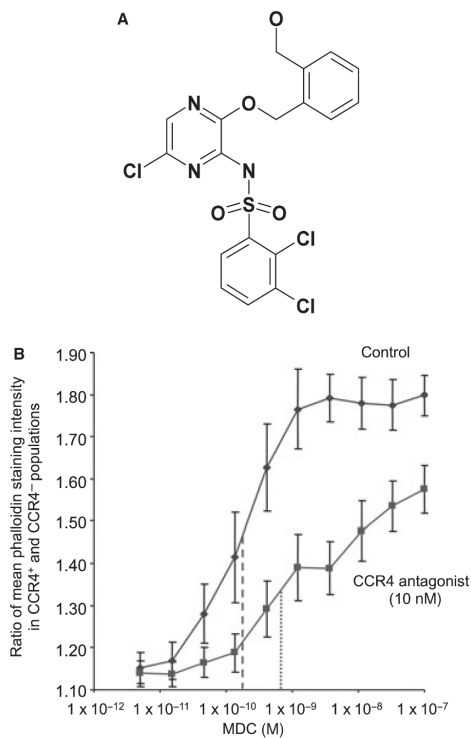 A
O
N
O
Cl
N
N
O
S
O
Cl
Cl
B
Ratio of mean phalloidin staining intensity
in CCR4⁺ and CCR4⁻ populations
1.90
1.80
1.70
1.60
1.50
1.40
1.30
1.20
1.10
Control
CCR4 antagonist
(10 nM)
1 x 10⁻¹² 1 x 10⁻¹¹ 1 x 10⁻¹⁰ 1 x 10⁻⁹ 1 x 10⁻⁸ 1 x 10⁻⁷
MDC (M)